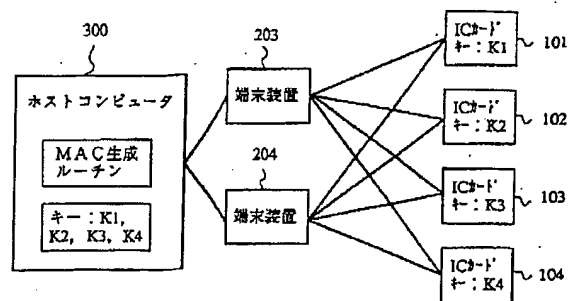 300
ホストコンピュータ
MAC生成
ルーチン
キー:K1,
K2, K3, K4
203
端末装置
204
端末装置
ICカード
キー:K1
101
ICカード
キー:K2
102
ICカード
キー:K3
103
ICカード
キー:K4
104